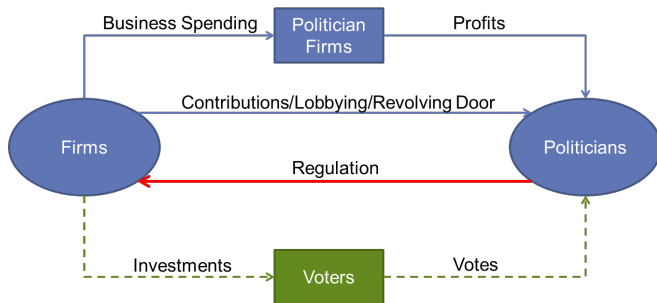 Business Spending
Politician
Firms
Profits
Contributions/Lobbying/Revolving Door
Firms
Politicians
Regulation
Investments
Voters
Votes